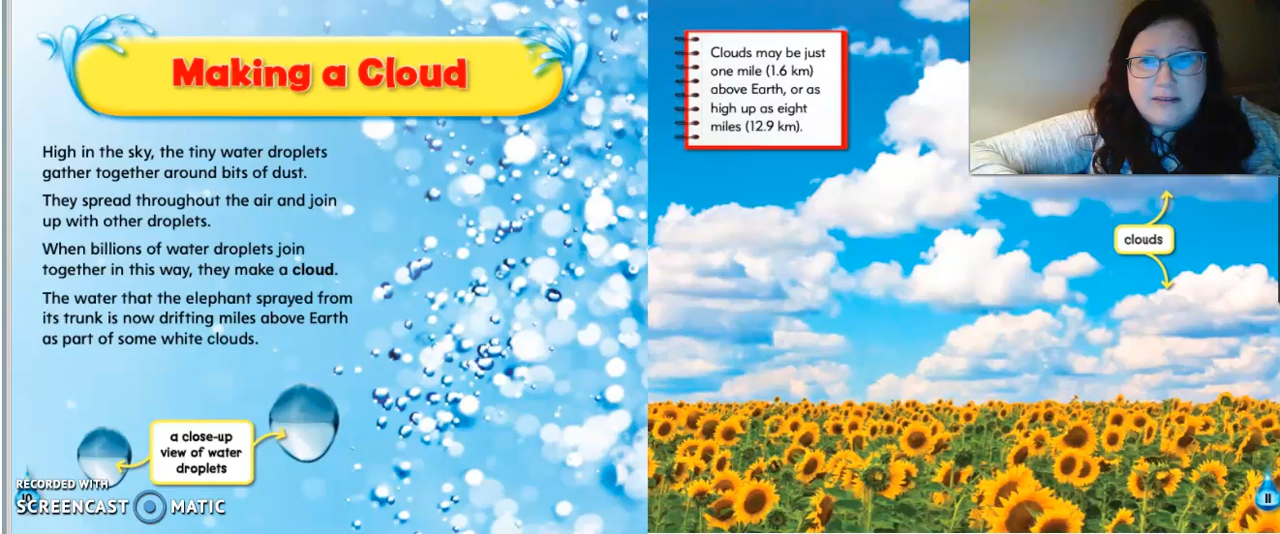 Making a Cloud
High in the sky, the tiny water droplets
gather together around bits of dust.
They spread throughout the air and join
up with other droplets.
When billions of water droplets join
together in this way, they make a cloud.
The water that the elephant sprayed from
its trunk is now drifting miles above Earth
as part of some white clouds.
a close-up
view of water
droplets
RECORDED WITH
SCREENCAST MATIC
10
Clouds may be just
one mile (1.6 km)
above Earth, or as
high up as eight
miles (12.9 km).
clouds
11